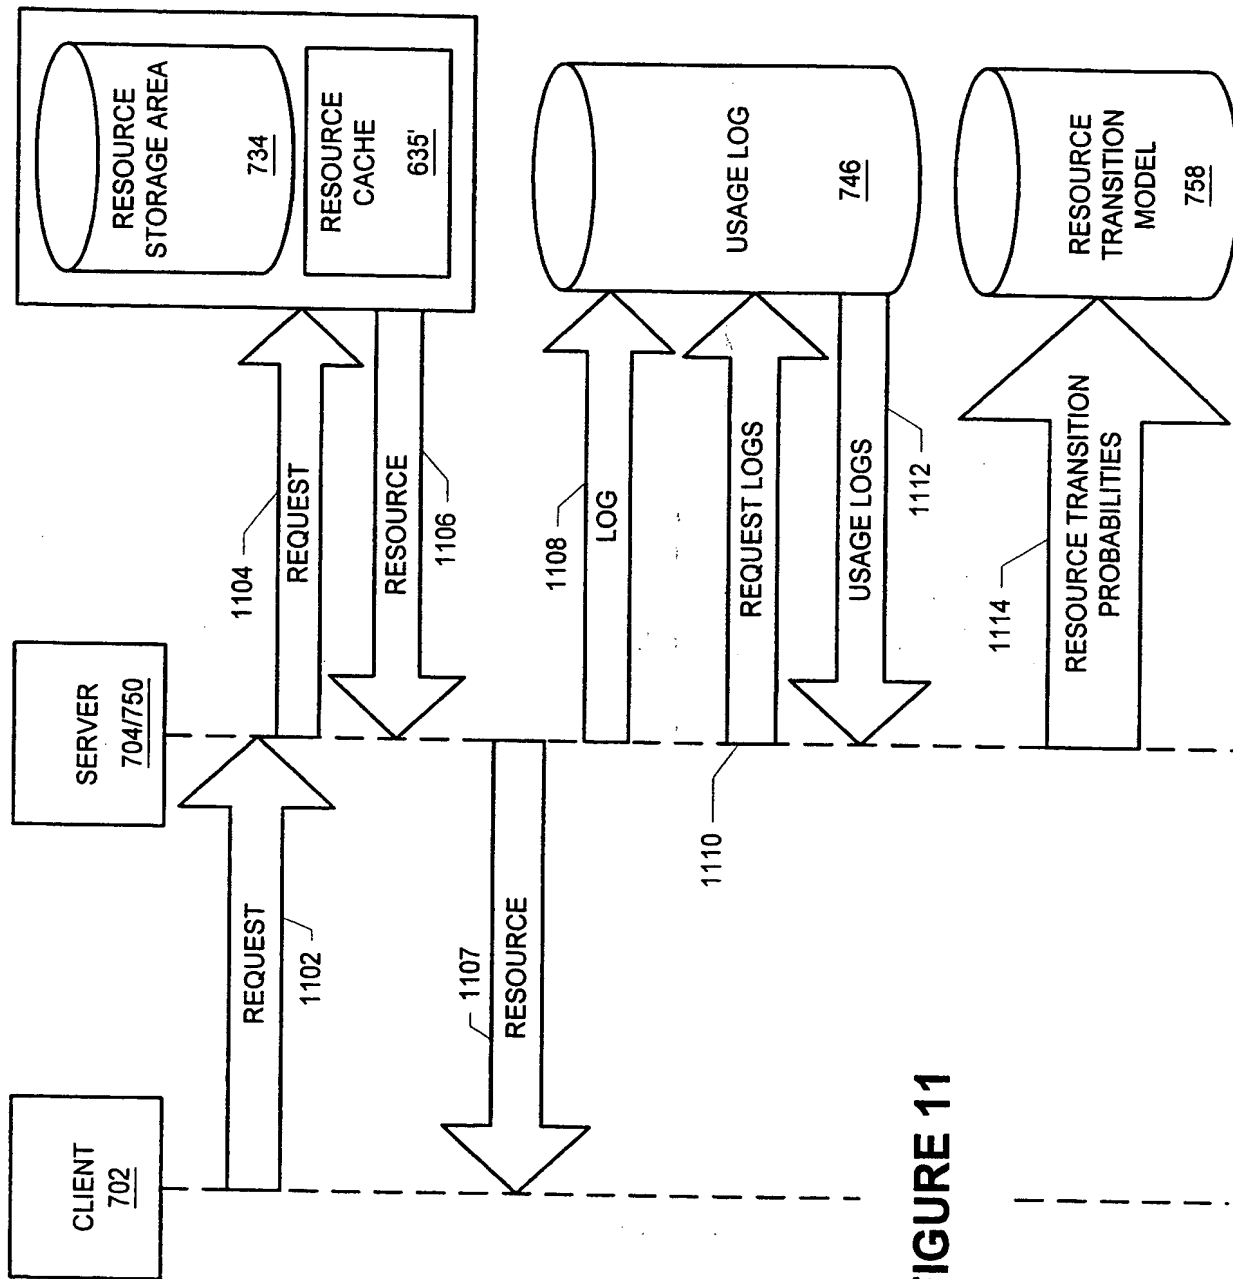 CLIENT
702
SERVER
704/750
RESOURCE
STORAGE AREA
734
RESOURCE
CACHE
635'
REQUEST
1102
1104
REQUEST
RESOURCE
1106
1107
RESOURCE
1108
LOG
USAGE LOG
746
REQUEST LOGS
1110
USAGE LOGS
1112
1114
RESOURCE TRANSITION
PROBABILITIES
RESOURCE
TRANSITION
MODEL
758
FIGURE 11